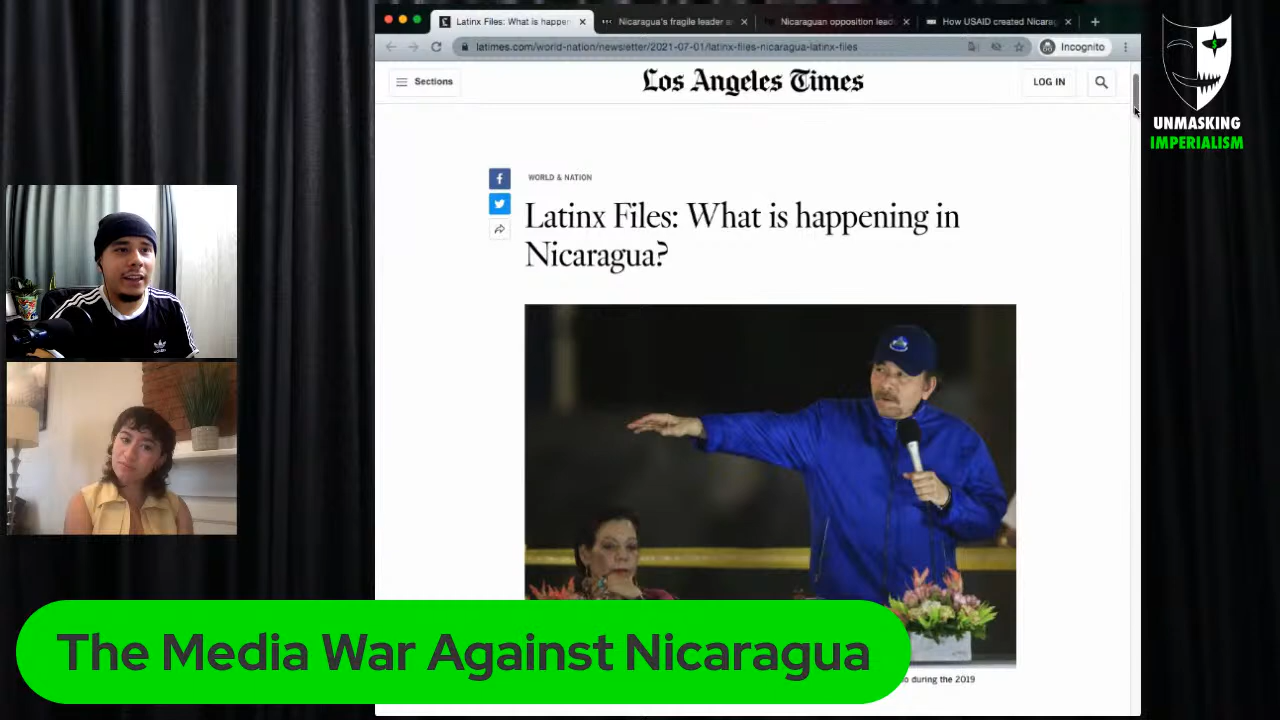 Latinx Files: What is happen
Nicaragua's fragile leader a
Nicaraguan opposition lead
How USAID created Nicarag
latimes.com/world-nation/newsletter/2021-07-01/latinx-files-nicaragua-latinx-files
Incognito
Sections
Los Angeles Times
LOG IN
UNMASKING
IMPERIALISM
WORLD & NATION
Latinx Files: What is happening in
Nicaragua?
The Media War Against Nicaragua
o during the 2019